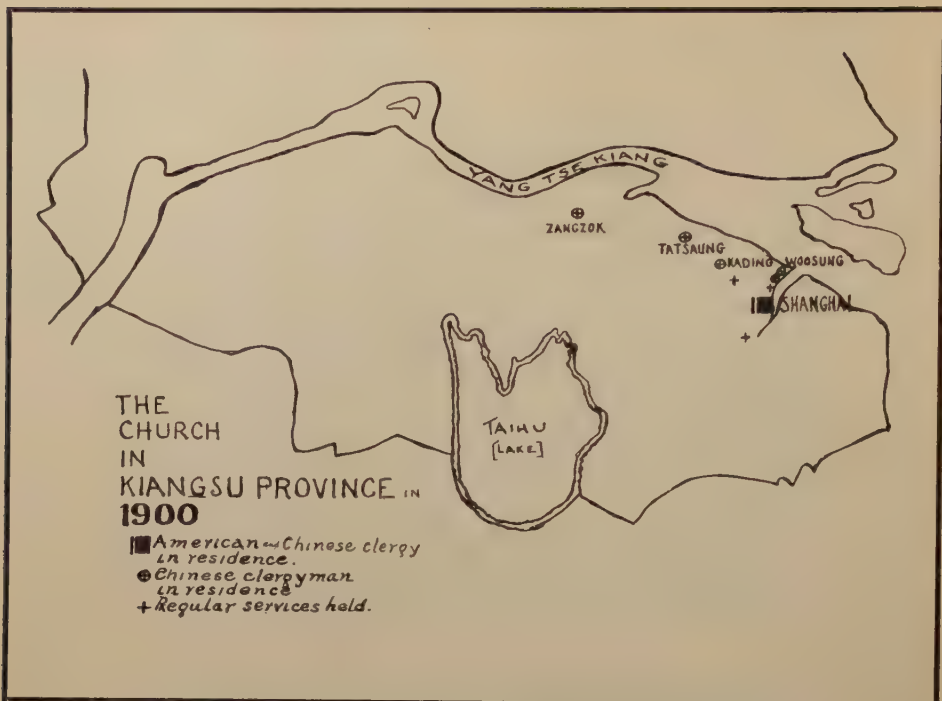 YANG TSE KIANG
ZANGZOK
TATSAUNG
KADING
WOOSUNG
SHANGHAI
TAIHU
[LAKE]
THE
CHURCH
IN
KIANGSU PROVINCE IN
1900
American and Chinese clergy
in residence.
Chinese clergyman
in residence
+ Regular services held.